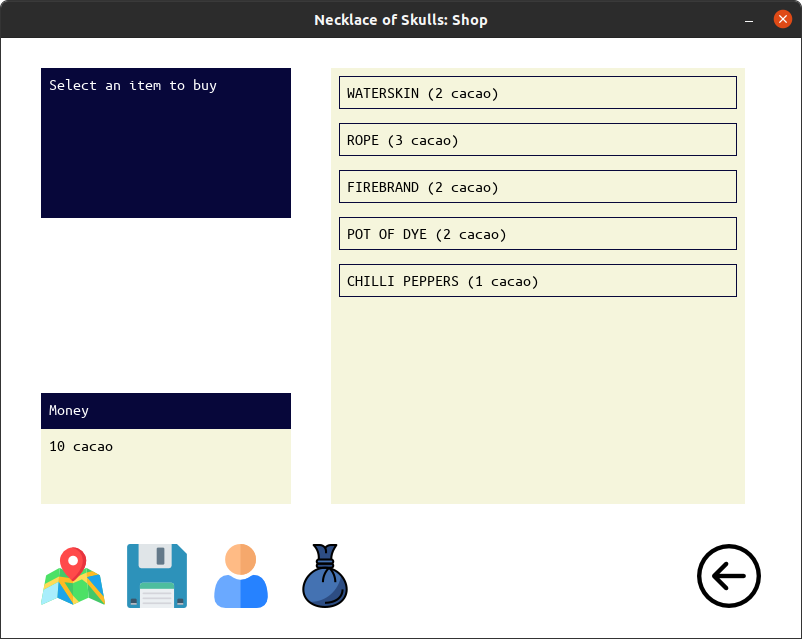 Necklace of Skulls: Shop
Select an item to buy
WATERSKIN (2 cacao)
ROPE (3 cacao)
FIREBRAND (2 cacao)
POT OF DYE (2 cacao)
CHILLI PEPPERS (1 cacao)
Money
10 cacao